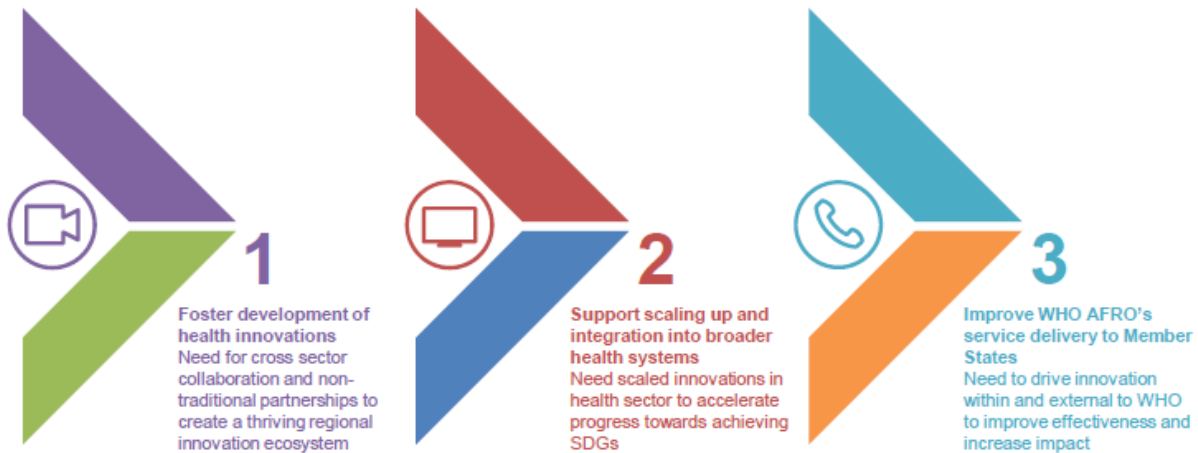 1
Foster development of
health innovations
Need for cross sector
collaboration and non-
traditional partnerships to
create a thriving regional
innovation ecosystem
2
Support scaling up and
integration into broader
health systems
Need scaled innovations in
health sector to accelerate
progress towards achieving
SDGs
3
Improve WHO AFRO's
service delivery to Member
States
Need to drive innovation
within and external to WHO
to improve effectiveness and
increase impact